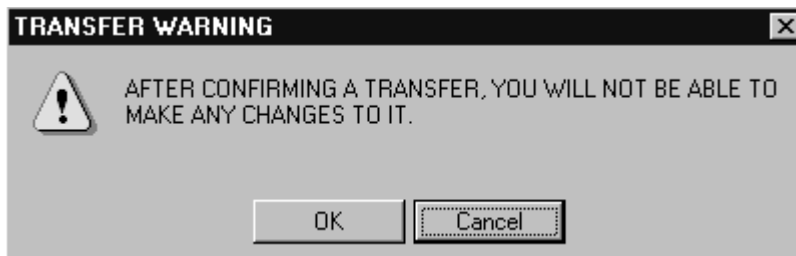 TRANSFER WARNING
AFTER CONFIRMING A TRANSFER, YOU WILL NOT BE ABLE TO
MAKE ANY CHANGES TO IT.
OK
Cancel